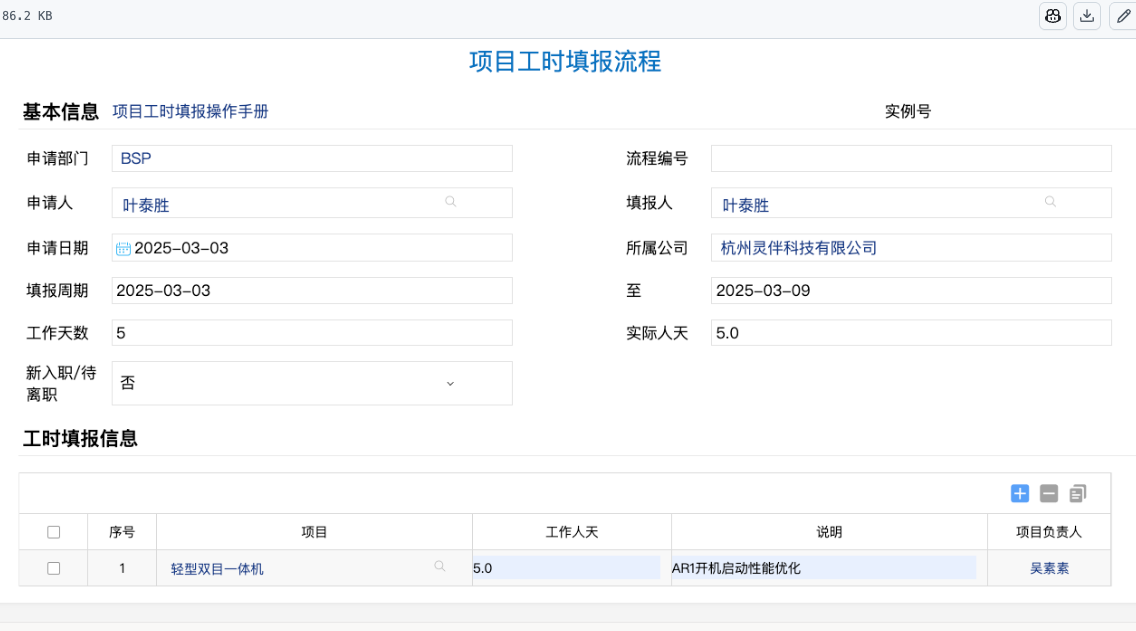 86.2 KB
项目工时填报流程
基本信息 项目工时填报操作手册 实例号
申请部门 BSP 流程编号
申请人 叶泰胜 填报人 叶泰胜
申请日期 2025-03-03 所属公司 杭州灵伴科技有限公司
填报周期 2025-03-03 至 2025-03-09
工作天数 5 实际人天 5.0
新入职/待
离职 否
工时填报信息
序号 项目 工作人天 说明 项目负责人
1 轻型双目一体机 5.0 AR1开机启动性能优化 吴素素